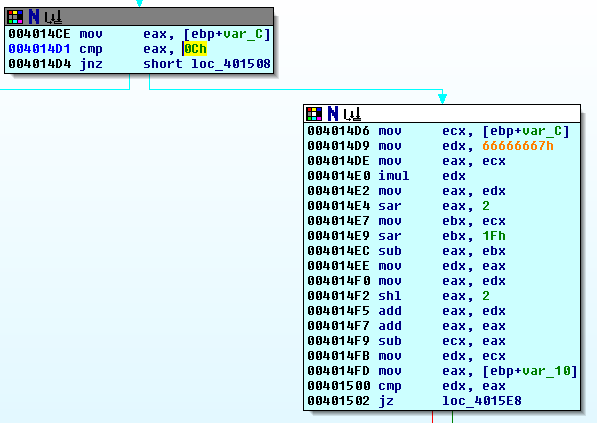 004014CE mov eax, [ebp+var_C]
004014D1 cmp eax, 0Ch
004014D4 jnz short loc_401508
004014D6 mov ecx, [ebp+var_C]
004014D9 mov edx, 66666667h
004014DE mov eax, ecx
004014E0 imul edx
004014E2 mov eax, edx
004014E4 sar eax, 2
004014E7 mov ebx, ecx
004014E9 sar ebx, 1Fh
004014EC sub eax, ebx
004014EE mov edx, eax
004014F0 mov eax, edx
004014F2 shl eax, 2
004014F5 add eax, edx
004014F7 add eax, eax
004014F9 sub ecx, eax
004014FB mov edx, ecx
004014FD mov eax, [ebp+var_10]
00401500 cmp edx, eax
00401502 jz loc_4015E8